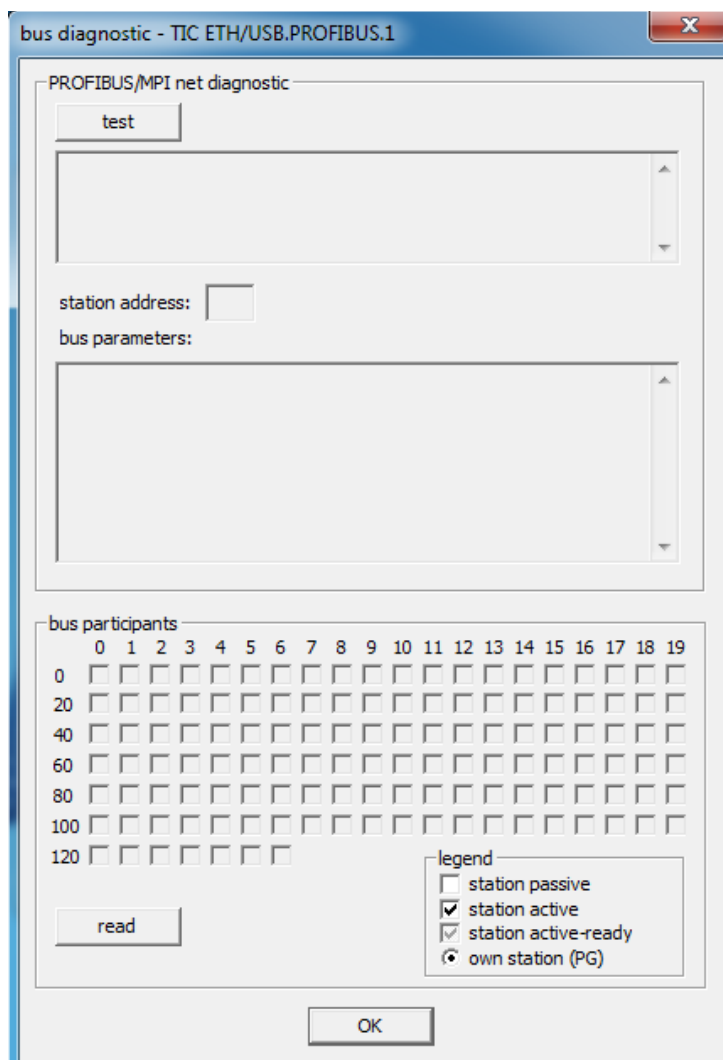 bus diagnostic - TIC ETH/USB.PROFIBUS.1
PROFIBUS/MPI net diagnostic
test
station address:
bus parameters:
bus participants
0 1 2 3 4 5 6 7 8 9 10 11 12 13 14 15 16 17 18 19
0
20
40
60
80
100
120
legend
station passive
station active
read
station active-ready
own station (PG)
OK